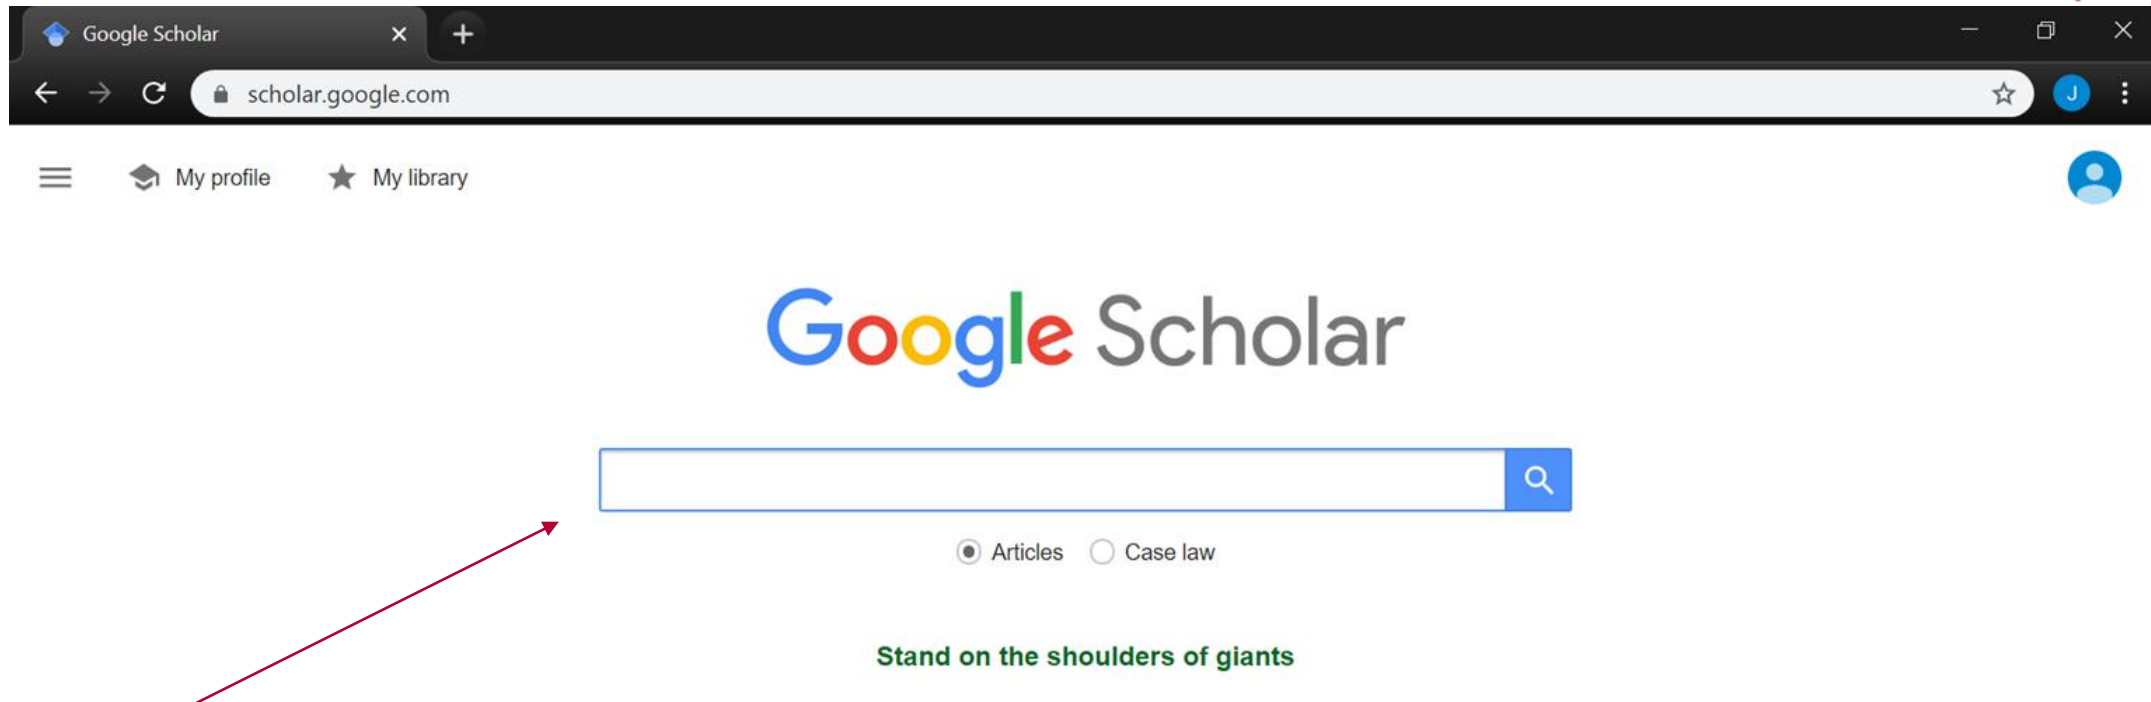 Google Scholar
scholar.google.com
J
My profile
My library
Google Scholar
Articles
Case law
Stand on the shoulders of giants